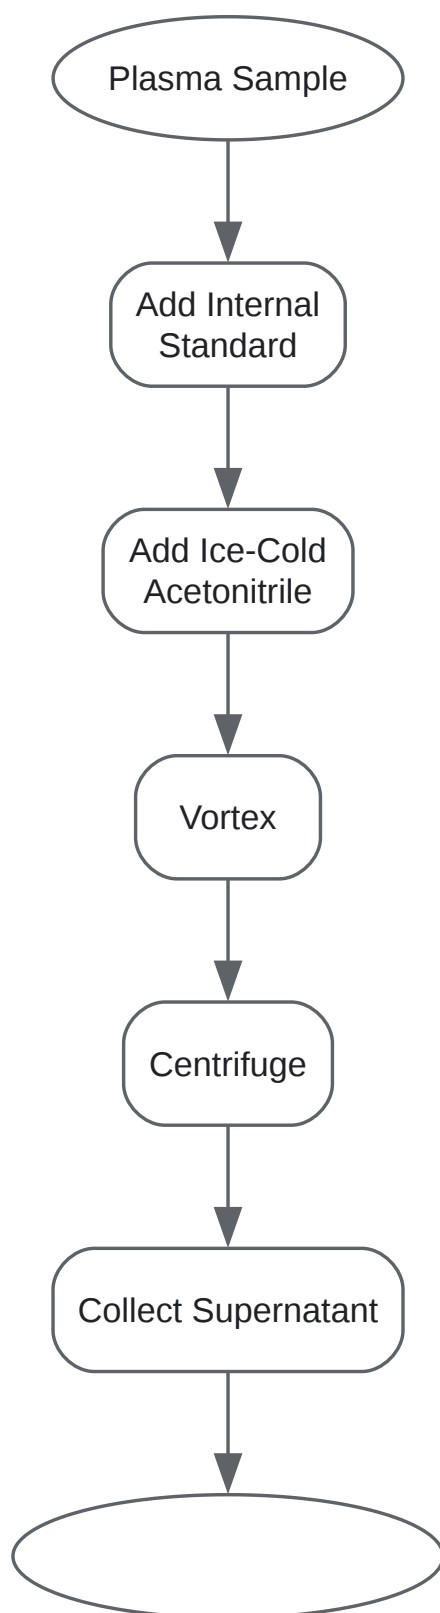 Plasma Sample
Add Internal
Standard
Add Ice-Cold
Acetonitrile
Vortex
Centrifuge
Collect Supernatant